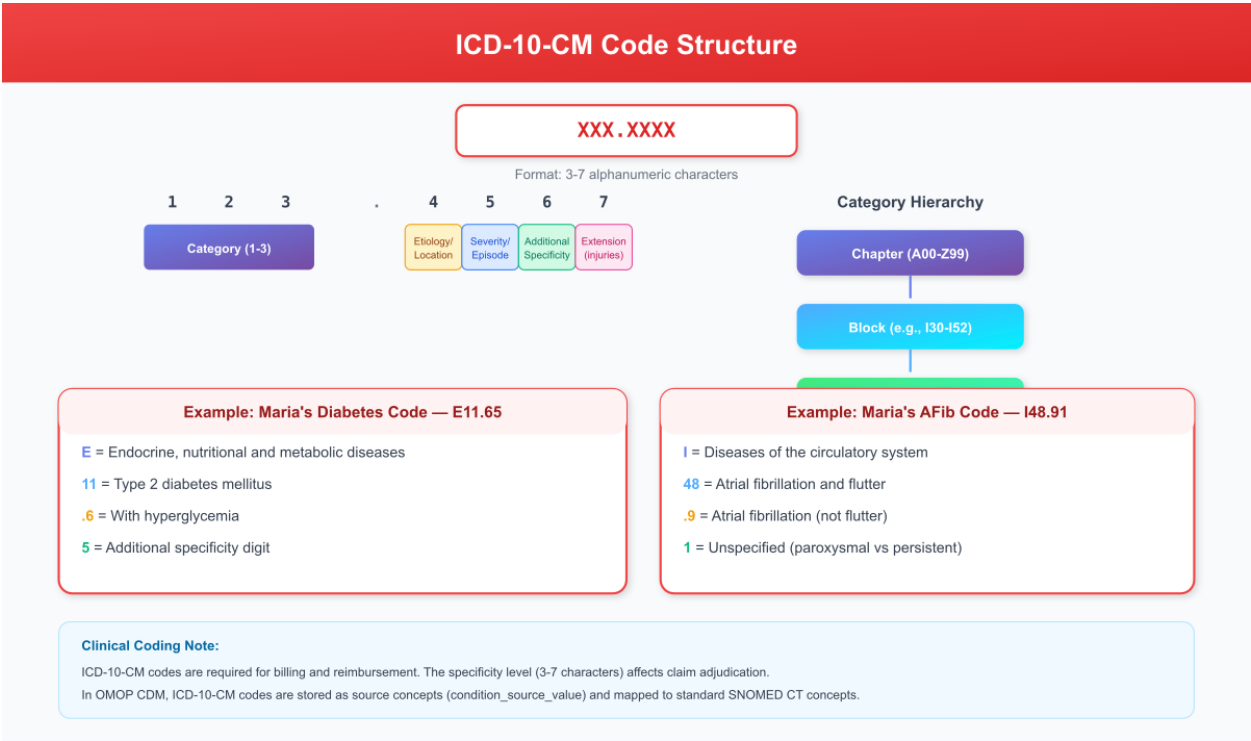 ICD-10-CM Code Structure
XXX.XXXX
Format: 3-7 alphanumeric characters
1 2 3 . 4 5 6 7
Category (1-3)
Etiology/
Location
Severity/
Episode
Additional
Specificity
Extension
(injuries)
Category Hierarchy
Chapter (A00-Z99)
Block (e.g., I30-I52)
Example: Maria's Diabetes Code — E11.65
E = Endocrine, nutritional and metabolic diseases
11 = Type 2 diabetes mellitus
.6 = With hyperglycemia
5 = Additional specificity digit
Example: Maria's AFib Code — I48.91
I = Diseases of the circulatory system
48 = Atrial fibrillation and flutter
.9 = Atrial fibrillation (not flutter)
1 = Unspecified (paroxysmal vs persistent)
Clinical Coding Note:
ICD-10-CM codes are required for billing and reimbursement. The specificity level (3-7 characters) affects claim adjudication.
In OMOP CDM, ICD-10-CM codes are stored as source concepts (condition_source_value) and mapped to standard SNOMED CT concepts.